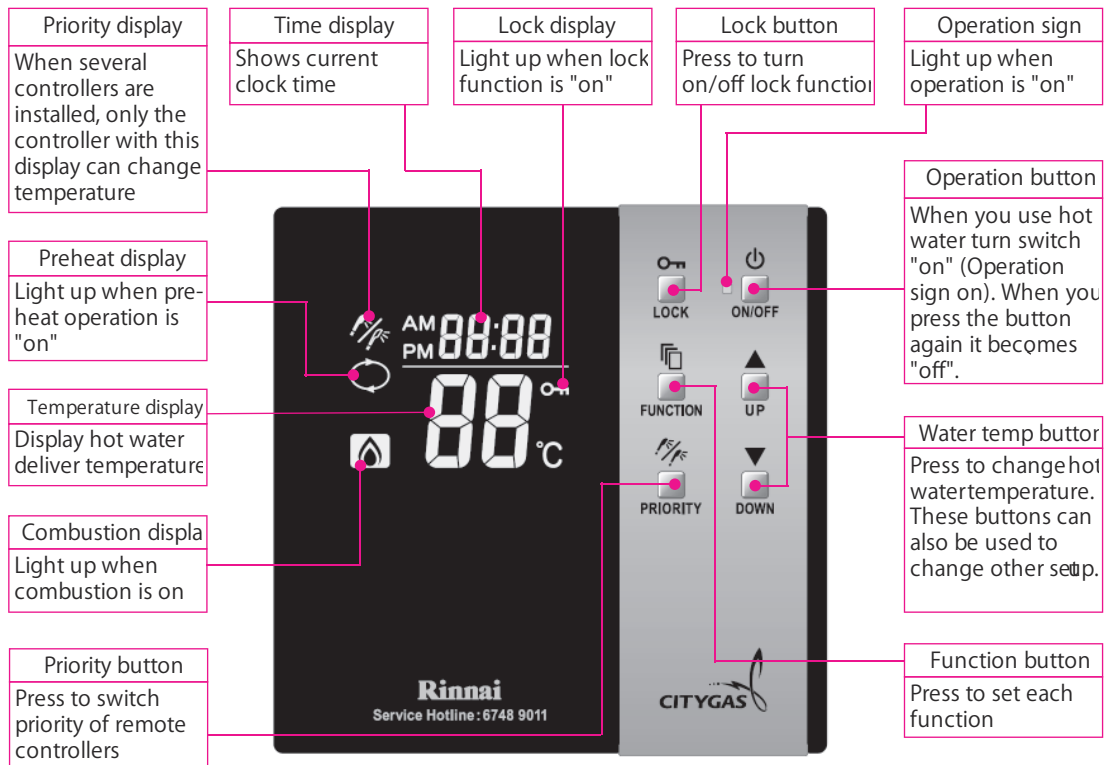 Priority display
When several
controllers are
installed, only the
controller with this
display can change
temperature
Time display
Shows current
clock time
Lock display
Light up when lock
function is "on"
Lock button
Press to turn
on/off lock function
Operation sign
Light up when
operation is "on"
Preheat display
Light up when pre-
heat operation is
"on"
Temperature display
Display hot water
deliver temperature
Combustion displa
Light up when
combustion is on
Priority button
Press to switch
priority of remote
controllers
AM 88:88
PM
88 °C
Rinnai
Service Hotline: 6748 9011
LOCK
ON/OFF
FUNCTION
UP
PRIORITY
DOWN
CITYGAS
Operation button
When you use hot
water turn switch
"on" (Operation
sign on). When you
press the button
again it becomes
"off".
Water temp button
Press to change hot
water temperature.
These buttons can
also be used to
change other setup.
Function button
Press to set each
function